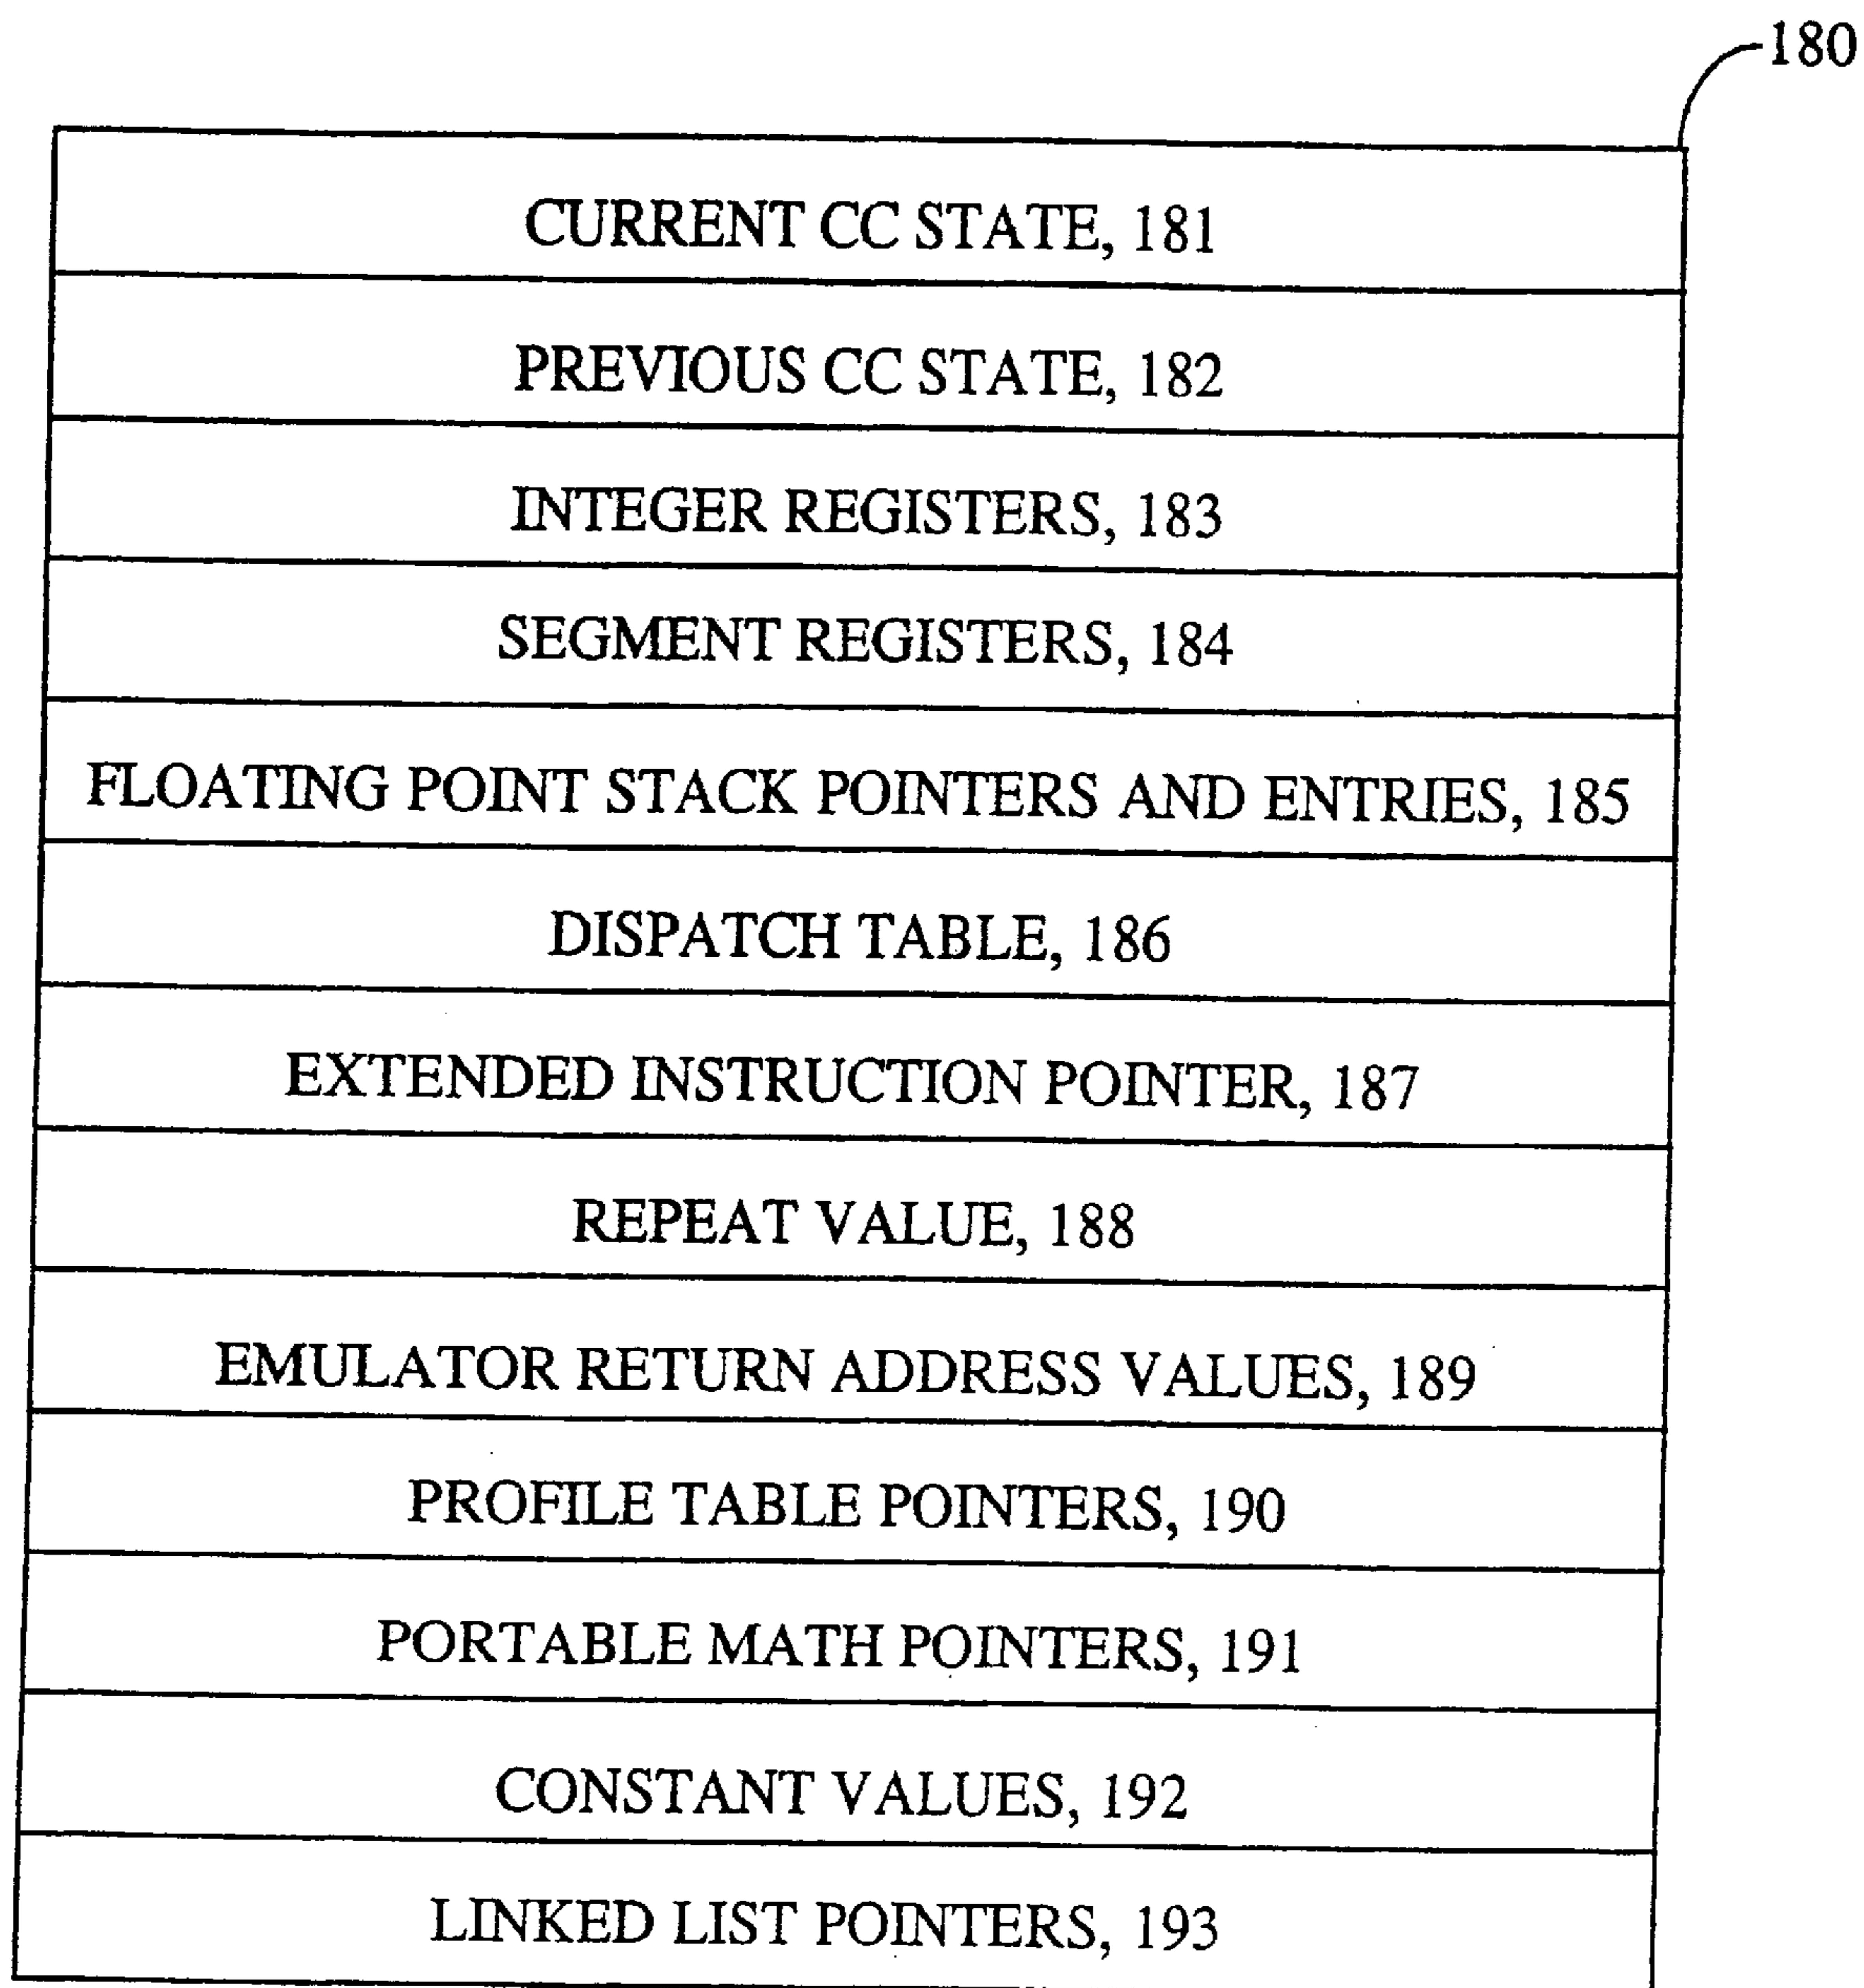 180
CURRENT CC STATE, 181
PREVIOUS CC STATE, 182
INTEGER REGISTERS, 183
SEGMENT REGISTERS, 184
FLOATING POINT STACK POINTERS AND ENTRIES, 185
DISPATCH TABLE, 186
EXTENDED INSTRUCTION POINTER, 187
REPEAT VALUE, 188
EMULATOR RETURN ADDRESS VALUES, 189
PROFILE TABLE POINTERS, 190
PORTABLE MATH POINTERS, 191
CONSTANT VALUES, 192
LINKED LIST POINTERS, 193